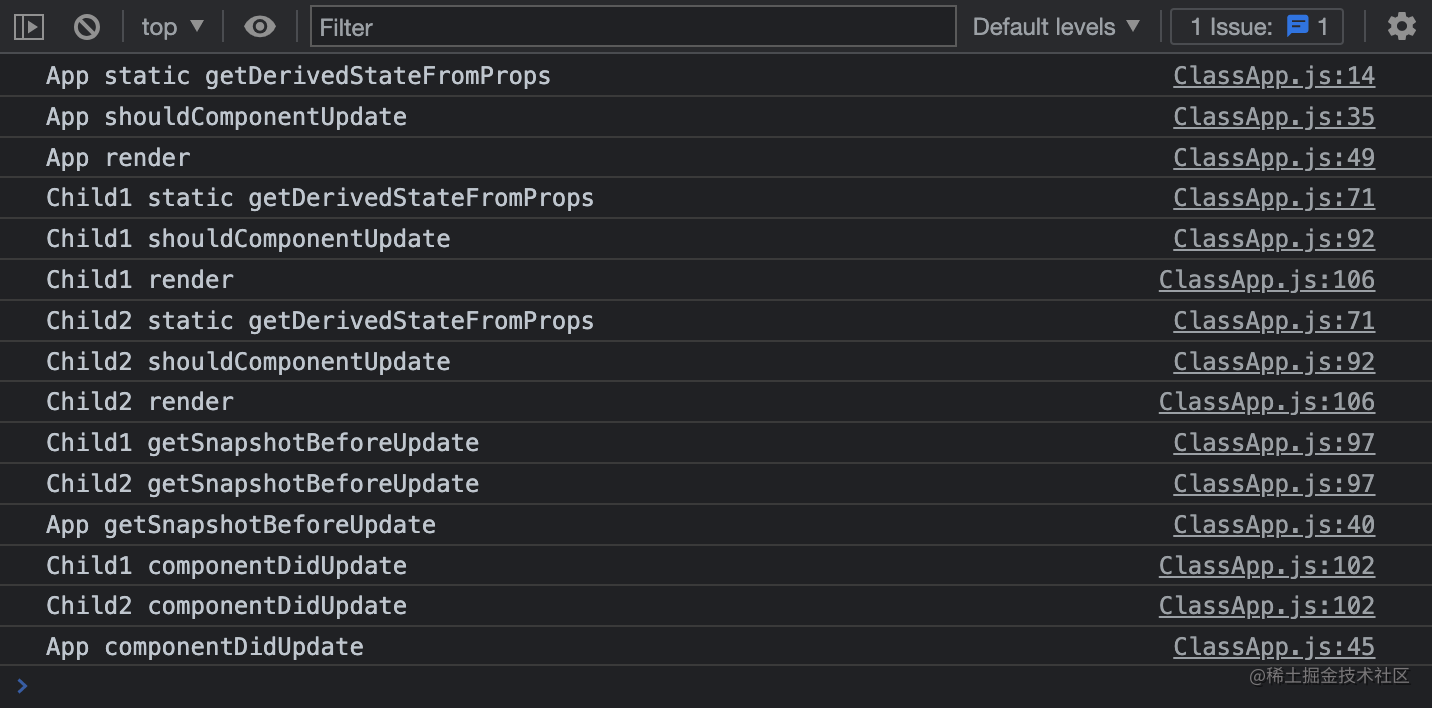 top ▼ Filter Default levels ▼ 1 Issue: 1
App static getDerivedStateFromProps ClassApp.js:14
App shouldComponentUpdate ClassApp.js:35
App render ClassApp.js:49
Child1 static getDerivedStateFromProps ClassApp.js:71
Child1 shouldComponentUpdate ClassApp.js:92
Child1 render ClassApp.js:106
Child2 static getDerivedStateFromProps ClassApp.js:71
Child2 shouldComponentUpdate ClassApp.js:92
Child2 render ClassApp.js:106
Child1 getSnapshotBeforeUpdate ClassApp.js:97
Child2 getSnapshotBeforeUpdate ClassApp.js:97
App getSnapshotBeforeUpdate ClassApp.js:40
Child1 componentDidUpdate ClassApp.js:102
Child2 componentDidUpdate ClassApp.js:102
App componentDidUpdate ClassApp.js:45
@稀土掘金技术社区